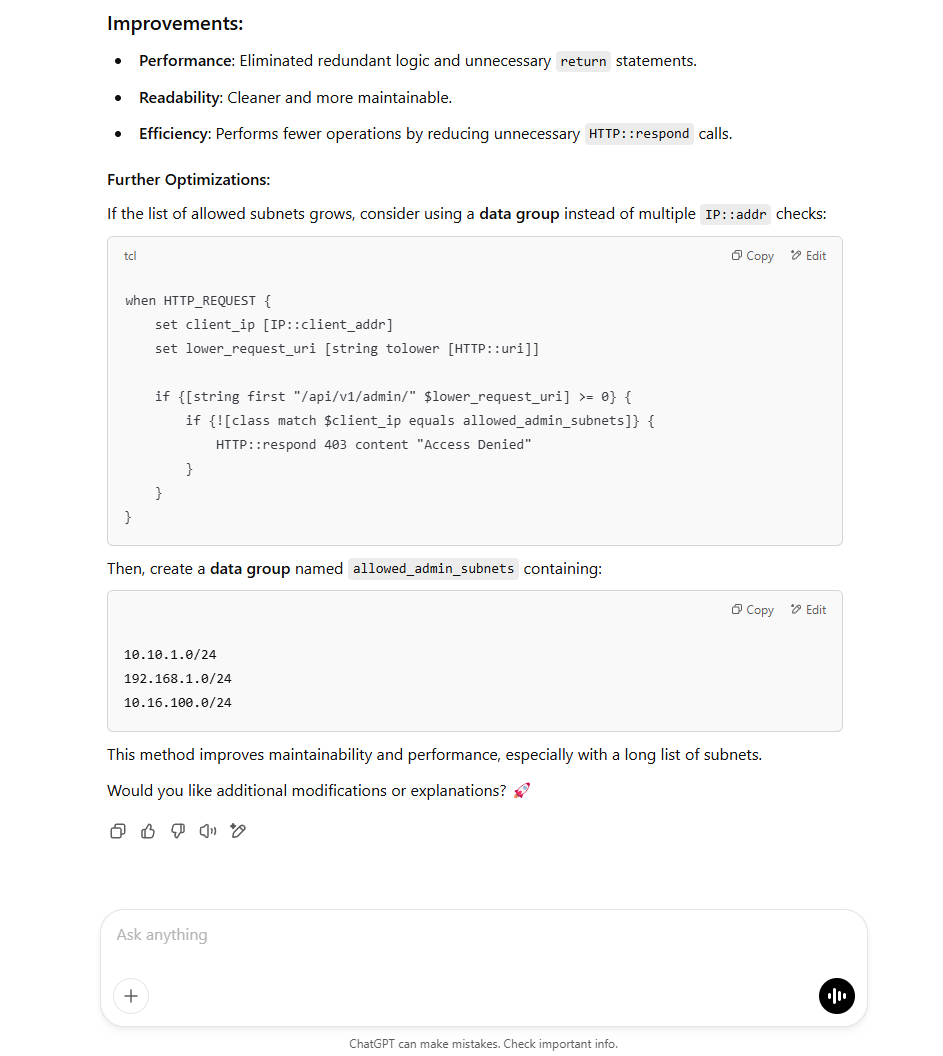 Improvements:
• Performance: Eliminated redundant logic and unnecessary return statements.
• Readability: Cleaner and more maintainable.
• Efficiency: Performs fewer operations by reducing unnecessary HTTP::respond calls.
Further Optimizations:
If the list of allowed subnets grows, consider using a data group instead of multiple IP::addr checks:
tcl Copy Edit
when HTTP_REQUEST {
    set client_ip [IP::client_addr]
    set lower_request_uri [string tolower [HTTP::uri]]

    if {[string first "/api/v1/admin/" $lower_request_uri] >= 0} {
        if {![class match $client_ip equals allowed_admin_subnets]} {
            HTTP::respond 403 content "Access Denied"
        }
    }
}
Then, create a data group named allowed_admin_subnets containing:
Copy Edit
10.10.1.0/24
192.168.1.0/24
10.16.100.0/24
This method improves maintainability and performance, especially with a long list of subnets.
Would you like additional modifications or explanations? 🚀
Ask anything
ChatGPT can make mistakes. Check important info.